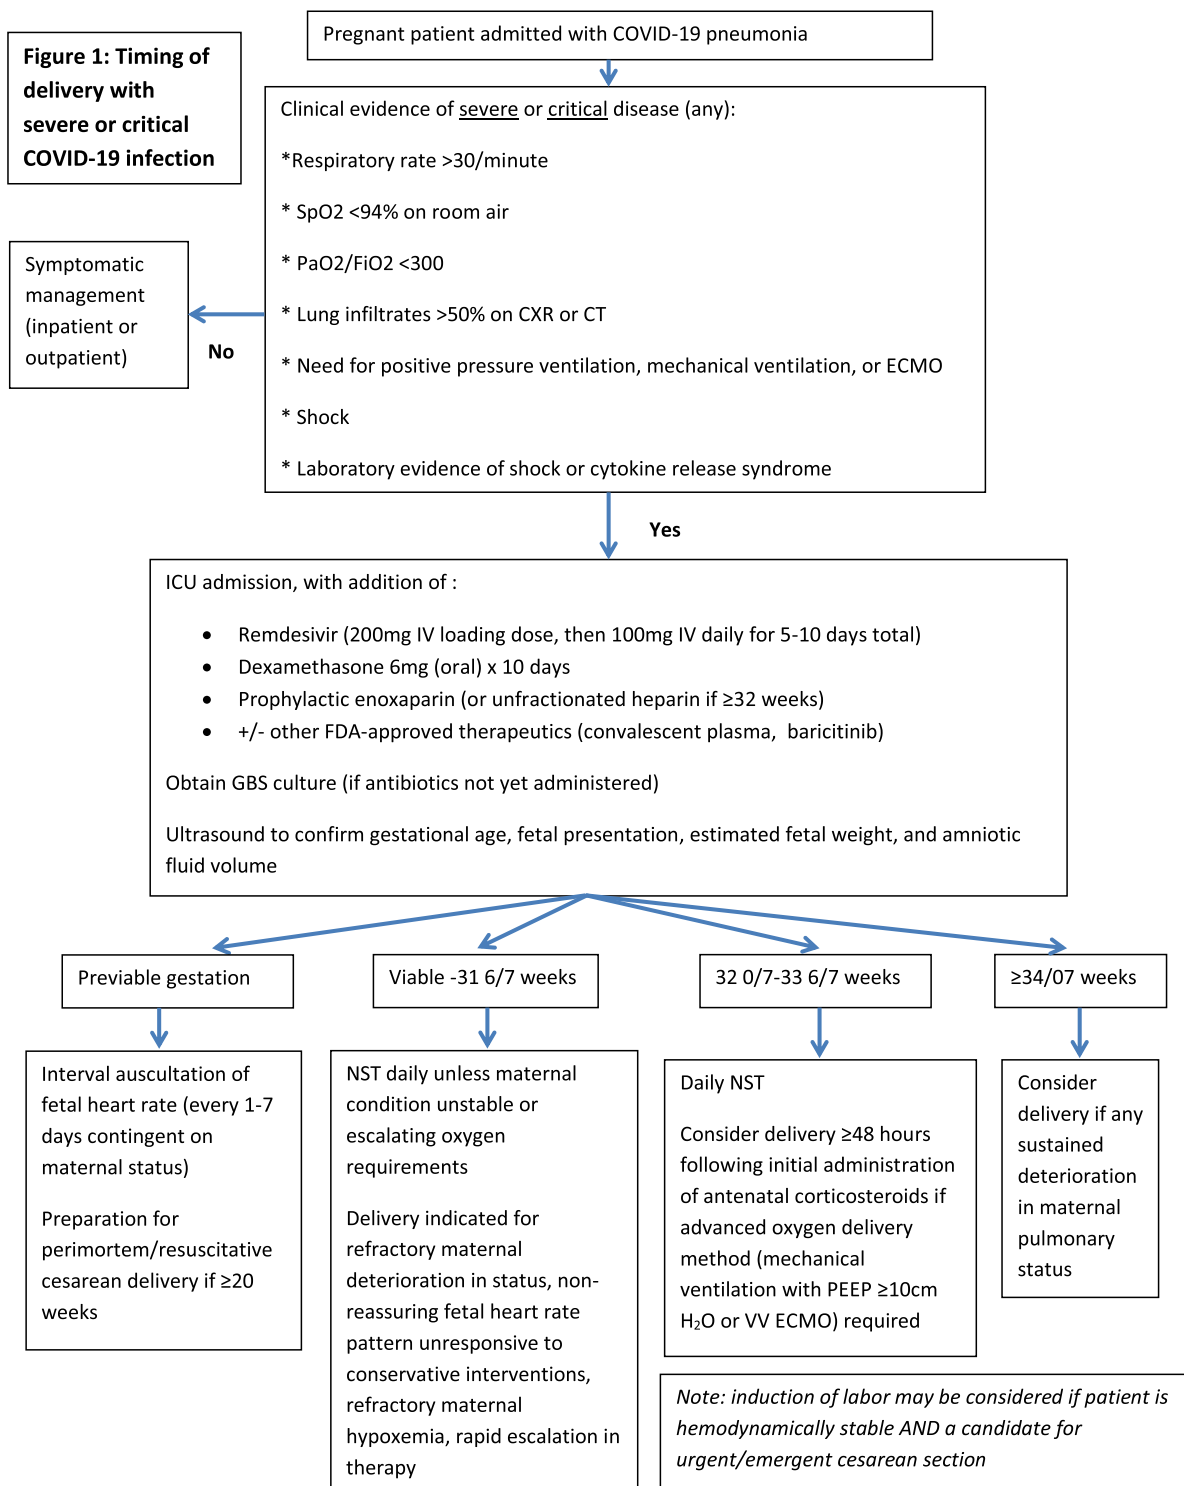 Pregnant patient admitted with COVID-19 pneumonia
Figure 1: Timing of
delivery with
severe or critical
COVID-19 infection
Clinical evidence of severe or critical disease (any):
*Respiratory rate >30/minute
* SpO2 <94% on room air
* PaO2/FiO2 <300
* Lung infiltrates >50% on CXR or CT
* Need for positive pressure ventilation, mechanical ventilation, or ECMO
* Shock
* Laboratory evidence of shock or cytokine release syndrome
Symptomatic
management
(inpatient or
outpatient)
No
Yes
ICU admission, with addition of :
• Remdesivir (200mg IV loading dose, then 100mg IV daily for 5-10 days total)
• Dexamethasone 6mg (oral) x 10 days
• Prophylactic enoxaparin (or unfractionated heparin if ≥32 weeks)
• +/- other FDA-approved therapeutics (convalescent plasma,  baricitinib)
Obtain GBS culture (if antibiotics not yet administered)
Ultrasound to confirm gestational age, fetal presentation, estimated fetal weight, and amniotic
fluid volume
Previable gestation
Viable -31 6/7 weeks
32 0/7-33 6/7 weeks
≥34/07 weeks
Interval auscultation of
fetal heart rate (every 1-7
days contingent on
maternal status)
Preparation for
perimortem/resuscitative
cesarean delivery if ≥20
weeks
NST daily unless maternal
condition unstable or
escalating oxygen
requirements
Delivery indicated for
refractory maternal
deterioration in status, non-
reassuring fetal heart rate
pattern unresponsive to
conservative interventions,
refractory maternal
hypoxemia, rapid escalation in
therapy
Daily NST
Consider delivery ≥48 hours
following initial administration
of antenatal corticosteroids if
advanced oxygen delivery
method (mechanical
ventilation with PEEP ≥10cm
H₂O or VV ECMO) required
Consider
delivery if any
sustained
deterioration
in maternal
pulmonary
status
Note: induction of labor may be considered if patient is
hemodynamically stable AND a candidate for
urgent/emergent cesarean section